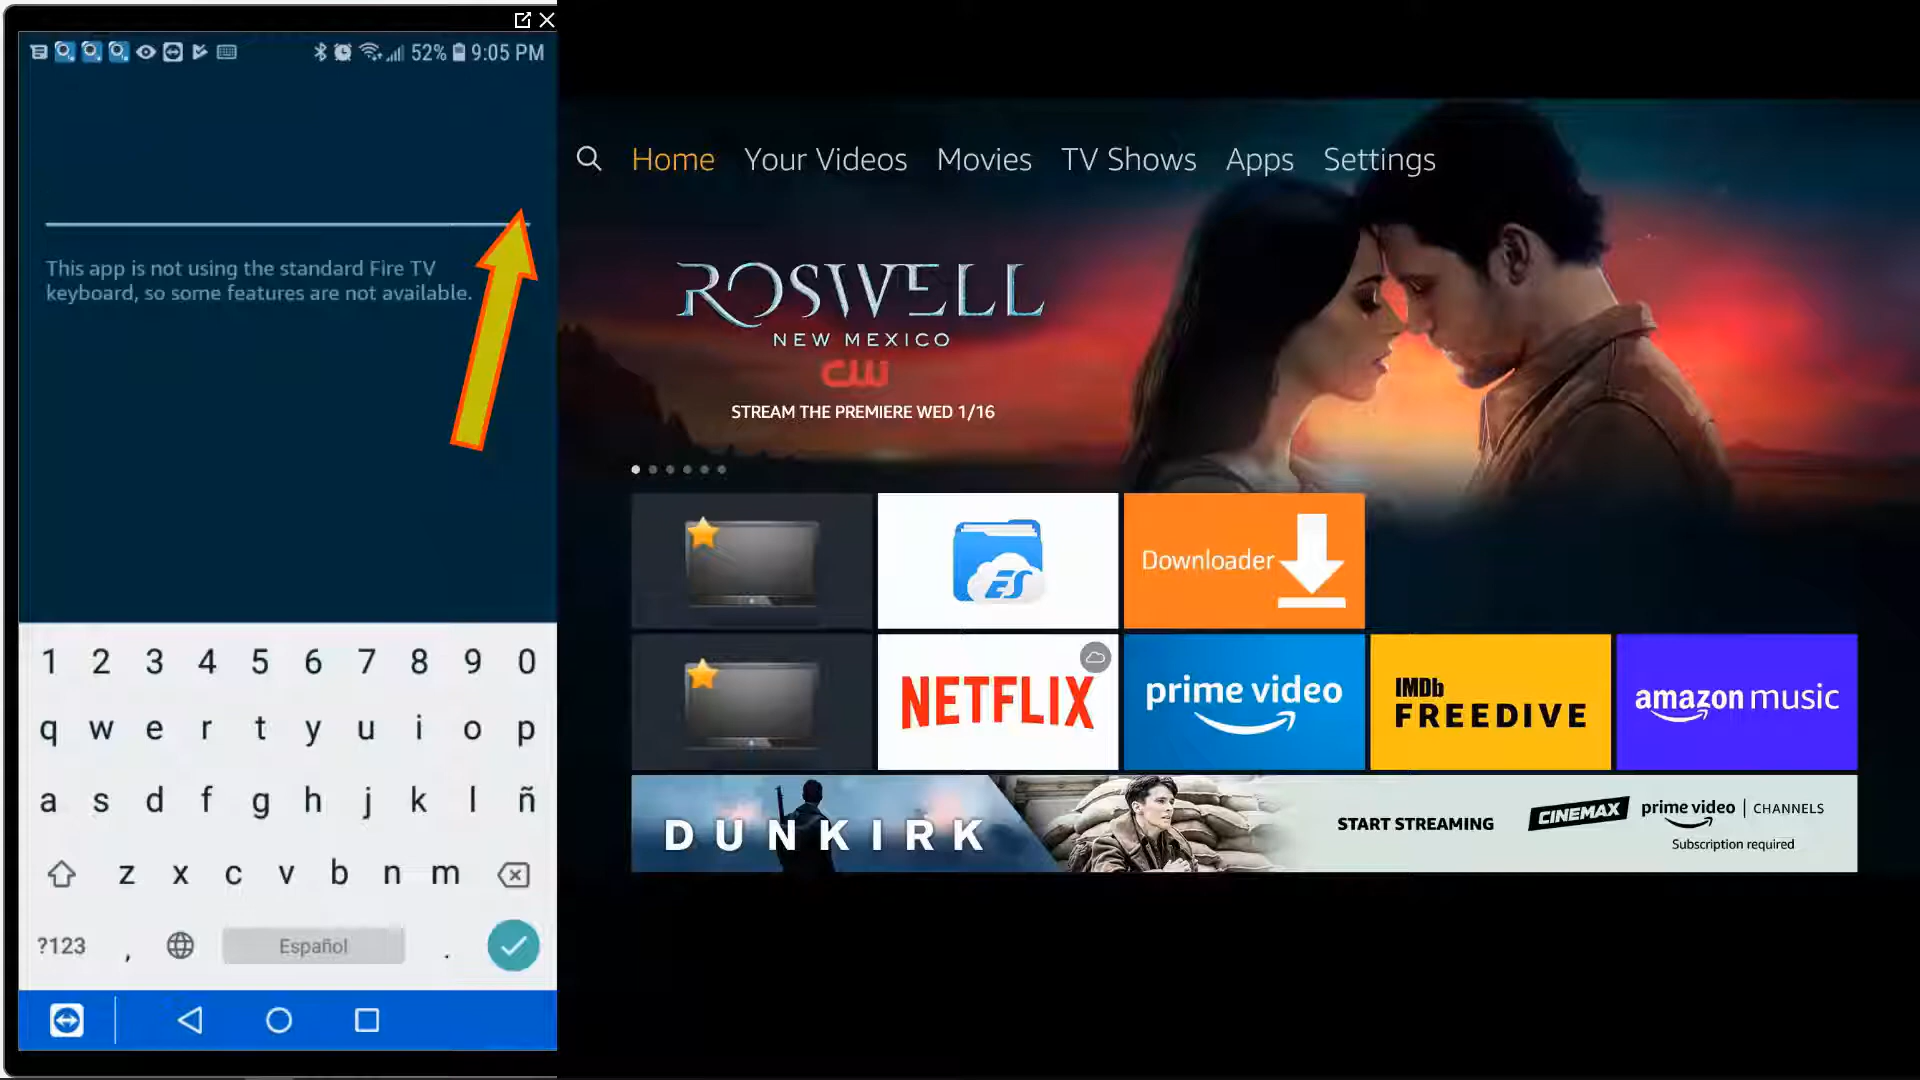 52% 9:05 PM
This app is not using the standard Fire TV
keyboard, so some features are not available.
1 2 3 4 5 6 7 8 9 0
q w e r t y u i o p
a s d f g h j k l ñ
z x c v b n m
?123 , Español .
Home Your Videos Movies TV Shows Apps Settings
ROSWELL
NEW MEXICO
CW
STREAM THE PREMIERE WED 1/16
ES
Downloader
NETFLIX
prime video
IMDb
FREEDIVE
amazon music
DUNKIRK
START STREAMING
CINEMAX
prime video | CHANNELS
Subscription required